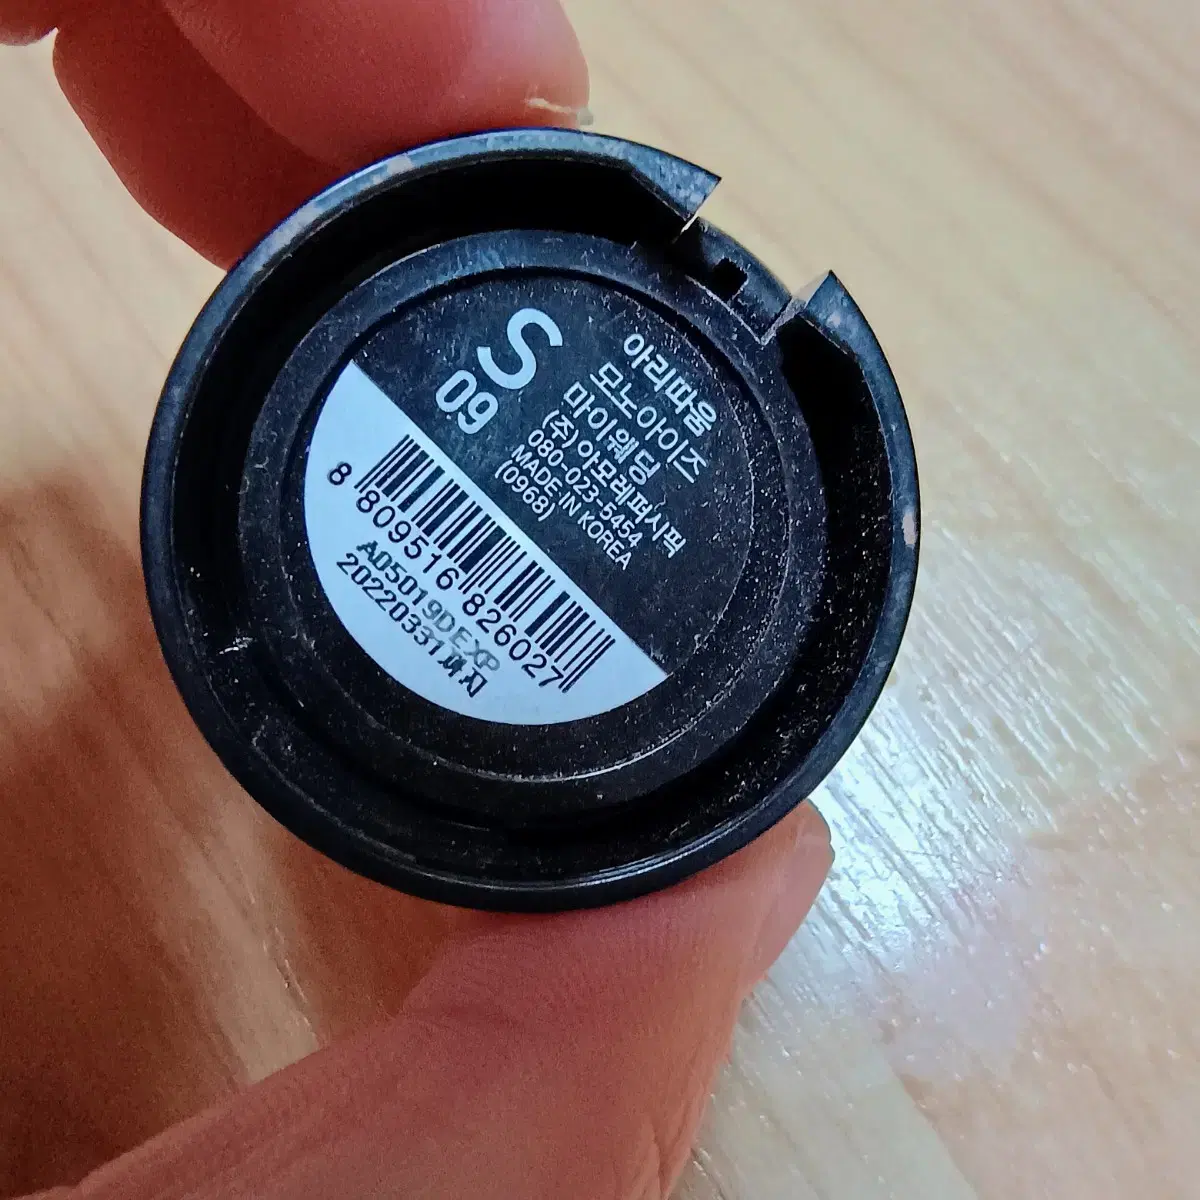 S
09
아리따움
모노아이즈
마이웨딩
(주)아모레퍼시픽
080-023-5454
MADE IN KOREA
(0968)
8 809516 826027
A05019D EXP
20220331까지